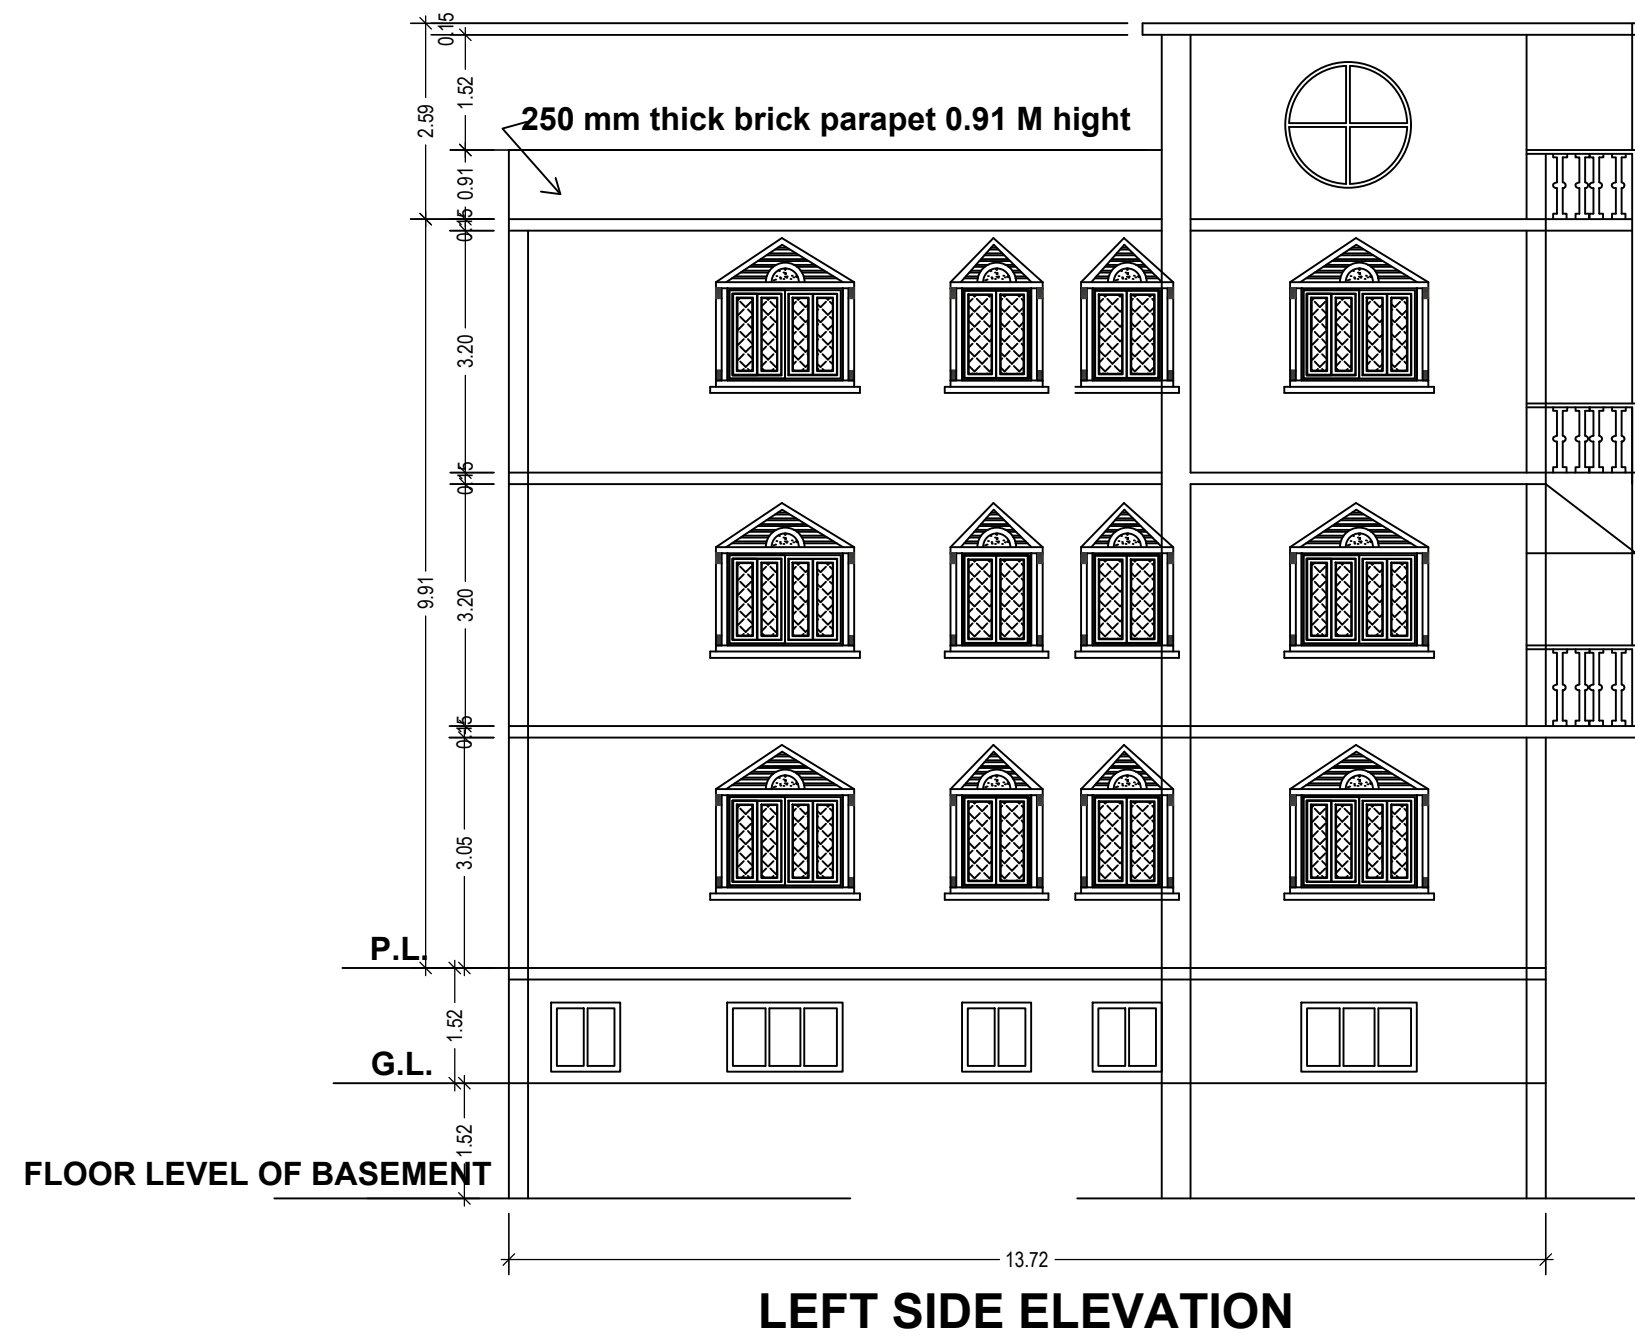 0.15
1.52
2.59
250 mm thick brick parapet 0.91 M hight
0.91
0.15
3.20
0.15
9.91
3.20
0.15
3.05
P.L.
1.52
G.L.
1.52
FLOOR LEVEL OF BASEMENT
13.72
LEFT SIDE ELEVATION